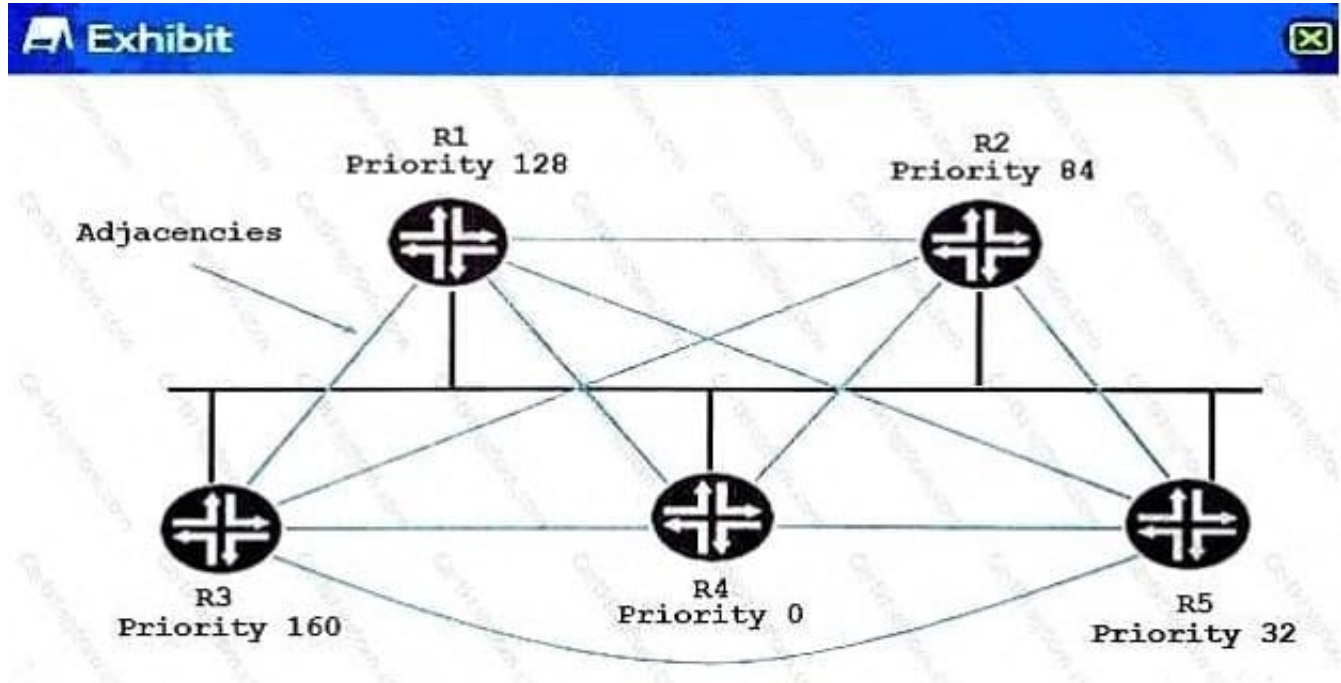 Exhibit
R1
Priority 128
R2
Priority 84
Adjacencies
R3
Priority 160
R4
Priority 0
R5
Priority 32